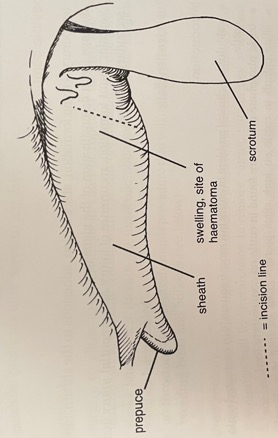 scrotum
swelling, site of
haematoma
sheath
prepuce
------ = incision line